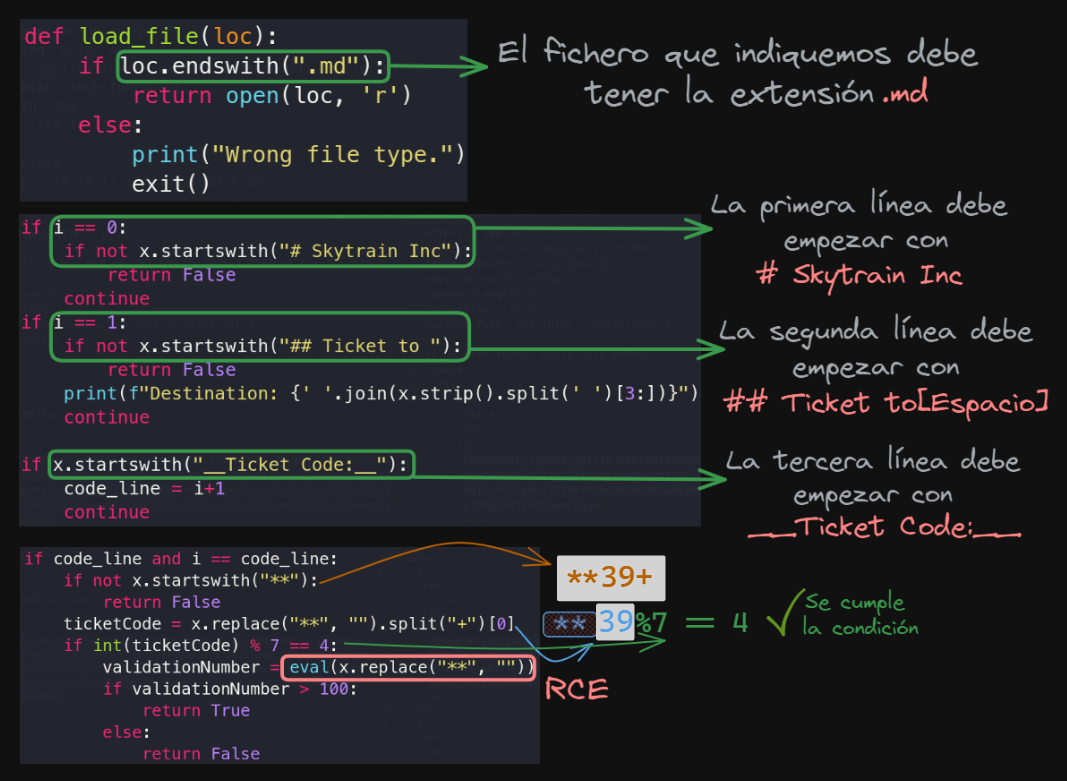 def load_file(loc):
    if loc.endswith(".md"):
        return open(loc, 'r')
    else:
        print("Wrong file type.")
        exit()
El fichero que indiquemos debe
tener la extensión .md
if i == 0:
    if not x.startswith("# Skytrain Inc"):
        return False
    continue
if i == 1:
    if not x.startswith("## Ticket to "):
        return False
    print(f"Destination: {' '.join(x.strip().split(' ')[3:])}")
    continue
if x.startswith("__Ticket Code:__"):
    code_line = i+1
    continue
La primera línea debe
empezar con
# Skytrain Inc
La segunda línea debe
empezar con
## Ticket to[Espacio]
La tercera línea debe
empezar con
__Ticket Code:__
if code_line and i == code_line:
    if not x.startswith("**"):
        return False
    ticketCode = x.replace("**", "").split("+")[0]
    if int(ticketCode) % 7 == 4:
        validationNumber = eval(x.replace("**", ""))
        if validationNumber > 100:
            return True
        else:
            return False
**39+
** 39%7 == 4
Se cumple
la condición
RCE